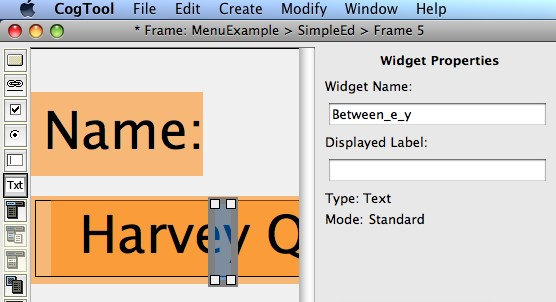 CogTool File Edit Create Modify Window Help
* Frame: MenuExample > SimpleEd > Frame 5
Widget Properties
Widget Name:
Between_e_y
Displayed Label:
Type: Text
Mode: Standard
Txt
Name:
Harvey Q